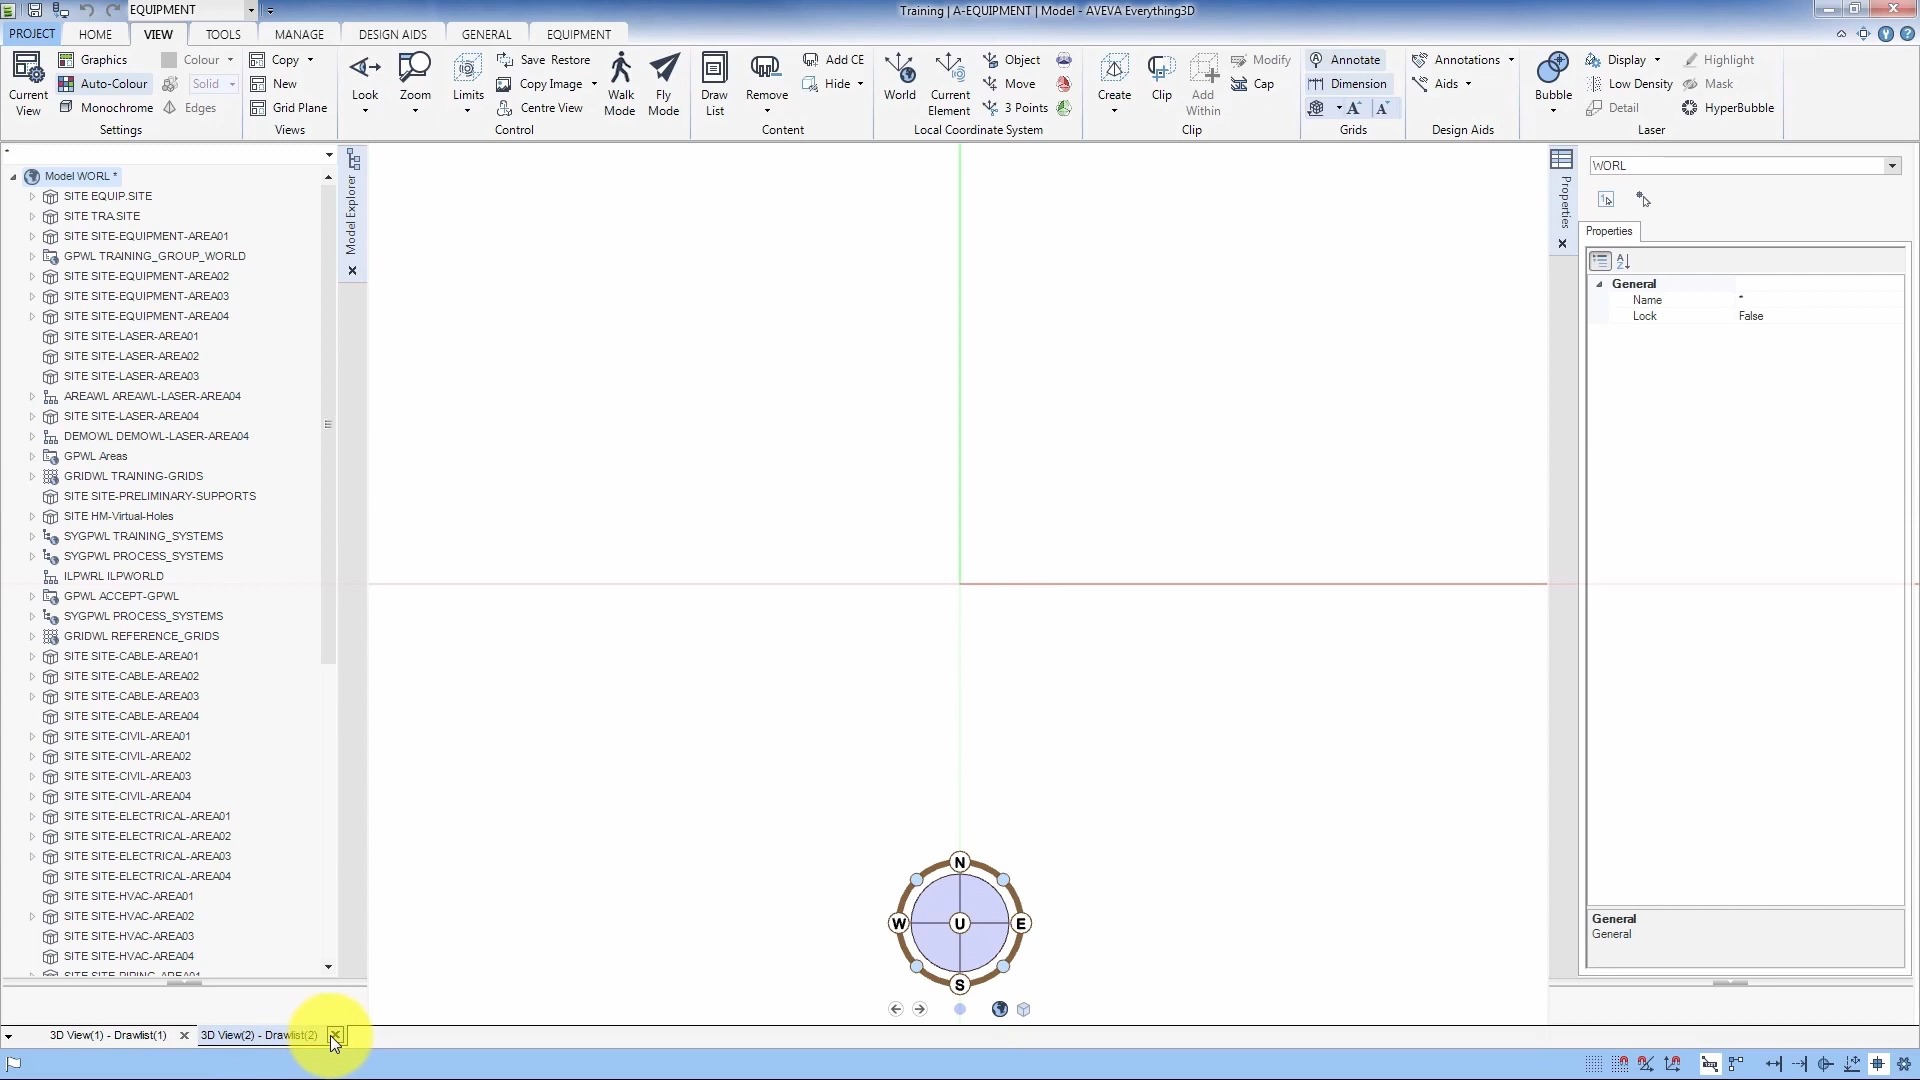 EQUIPMENT
Training | A-EQUIPMENT | Model - AVEVA Everything3D
PROJECT HOME VIEW TOOLS MANAGE DESIGN AIDS GENERAL EQUIPMENT
Current View
Graphics
Auto-Colour
Monochrome
Colour
Solid
Edges
Settings
Copy
New
Grid Plane
Views
Look
Zoom
Limits
Save Restore
Copy Image
Centre View
Walk Mode
Fly Mode
Control
Draw List
Remove
Add CE
Hide
Content
World
Current Element
Object
Move
3 Points
Local Coordinate System
Create
Clip
Add Within
Modify
Cap
Clip
Annotate
Dimension
A A
Grids
Annotations
Aids
Design Aids
Bubble
Display
Low Density
Detail
Highlight
Mask
HyperBubble
Laser
*
Model WORL *
SITE EQUIP.SITE
SITE TRA.SITE
SITE SITE-EQUIPMENT-AREA01
GPWL TRAINING_GROUP_WORLD
SITE SITE-EQUIPMENT-AREA02
SITE SITE-EQUIPMENT-AREA03
SITE SITE-EQUIPMENT-AREA04
SITE SITE-LASER-AREA01
SITE SITE-LASER-AREA02
SITE SITE-LASER-AREA03
AREAWL AREAWL-LASER-AREA04
SITE SITE-LASER-AREA04
DEMOWL DEMOWL-LASER-AREA04
GPWL Areas
GRIDWL TRAINING-GRIDS
SITE SITE-PRELIMINARY-SUPPORTS
SITE HM-Virtual-Holes
SYGPWL TRAINING_SYSTEMS
SYGPWL PROCESS_SYSTEMS
ILPWRL ILPWORLD
GPWL ACCEPT-GPWL
SYGPWL PROCESS_SYSTEMS
GRIDWL REFERENCE_GRIDS
SITE SITE-CABLE-AREA01
SITE SITE-CABLE-AREA02
SITE SITE-CABLE-AREA03
SITE SITE-CABLE-AREA04
SITE SITE-CIVIL-AREA01
SITE SITE-CIVIL-AREA02
SITE SITE-CIVIL-AREA03
SITE SITE-CIVIL-AREA04
SITE SITE-ELECTRICAL-AREA01
SITE SITE-ELECTRICAL-AREA02
SITE SITE-ELECTRICAL-AREA03
SITE SITE-ELECTRICAL-AREA04
SITE SITE-HVAC-AREA01
SITE SITE-HVAC-AREA02
SITE SITE-HVAC-AREA03
SITE SITE-HVAC-AREA04
SITE SITE-PIPING-AREA01
Model Explorer
N
W U E
S
Properties
WORL
Properties
General
Name *
Lock False
General
General
3D View(1) - Drawlist(1)
3D View(2) - Drawlist(2)